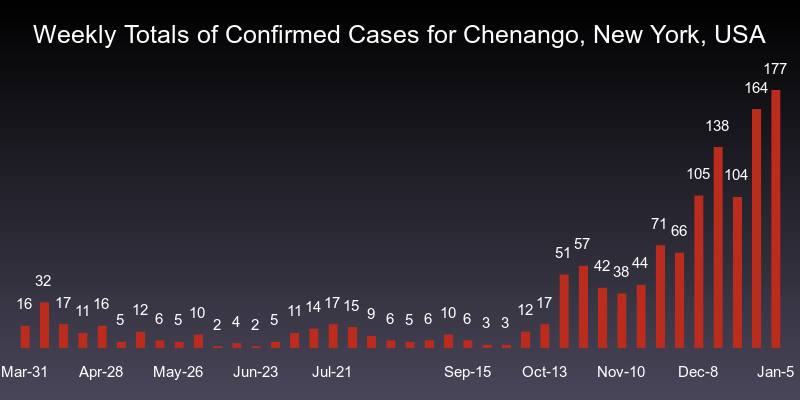 Weekly Totals of Confirmed Cases for Chenango, New York, USA
16 32 17 11 16 5 12 6 5 10 2 4 2 5 11 14 17 15 9 6 5 6 10 6 3 3 12 17 51 57 42 38 44 71 66 105 138 104 164 177
Mar-31 Apr-28 May-26 Jun-23 Jul-21 Sep-15 Oct-13 Nov-10 Dec-8 Jan-5